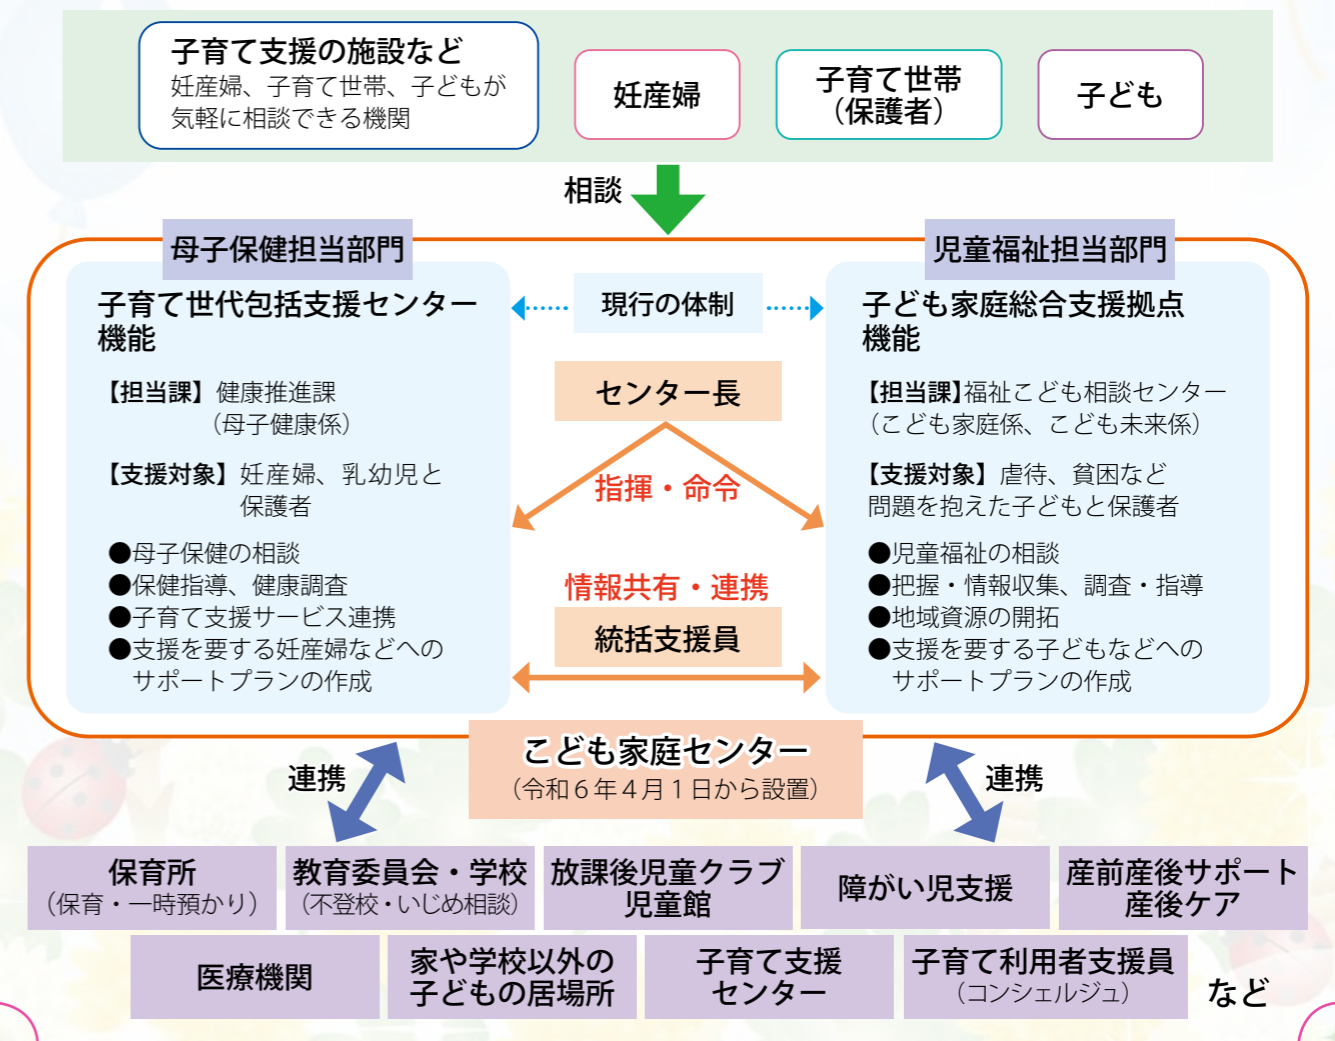 子育て支援の施設など
妊産婦、子育て世帯、子どもが
気軽に相談できる機関
妊産婦
子育て世帯
（保護者）
子ども
相談
母子保健担当部門
子育て世代包括支援センター
機能
【担当課】健康推進課
（母子健康係）
【支援対象】妊産婦、乳幼児と
保護者
●母子保健の相談
●保健指導、健康調査
●子育て支援サービス連携
●支援を要する妊産婦などへの
サポートプランの作成
現行の体制
センター長
指揮・命令
情報共有・連携
統括支援員
児童福祉担当部門
子ども家庭総合支援拠点
機能
【担当課】福祉こども相談センター
（こども家庭係、こども未来係）
【支援対象】虐待、貧困など
問題を抱えた子どもと保護者
●児童福祉の相談
●把握・情報収集、調査・指導
●地域資源の開拓
●支援を要する子どもなどへの
サポートプランの作成
こども家庭センター
（令和６年４月１日から設置）
連携
連携
保育所
（保育・一時預かり）
教育委員会・学校
（不登校・いじめ相談）
放課後児童クラブ
児童館
障がい児支援
産前産後サポート
産後ケア
医療機関
家や学校以外の
子どもの居場所
子育て支援
センター
子育て利用者支援員
（コンシェルジュ）
など